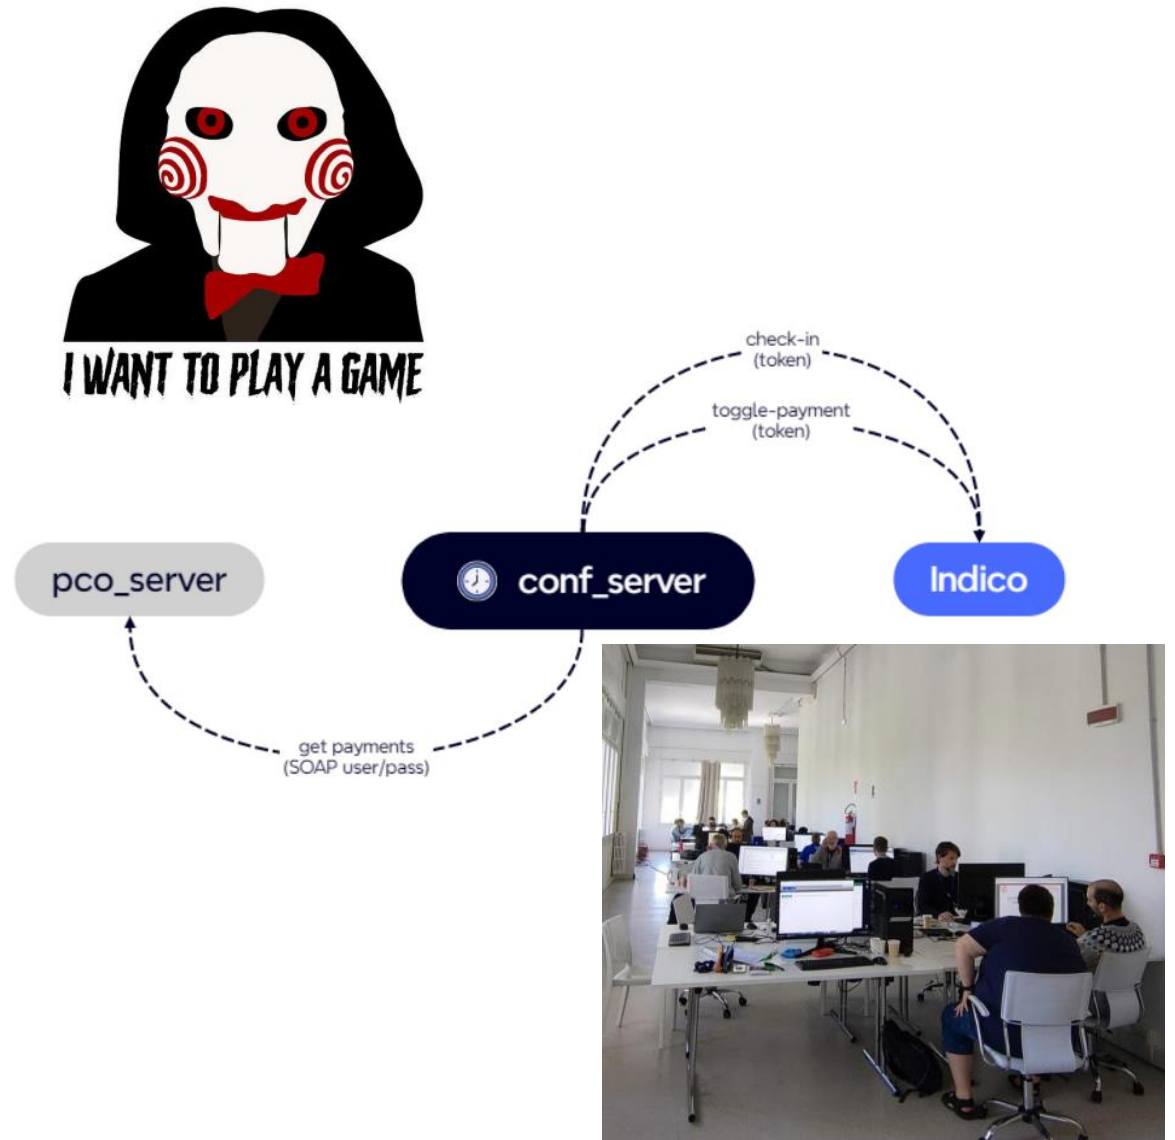 I WANT TO PLAY A GAME
check-in
(token)
toggle-payment
(token)
pco_server
conf_server
Indico
get payments
(SOAP user/pass)